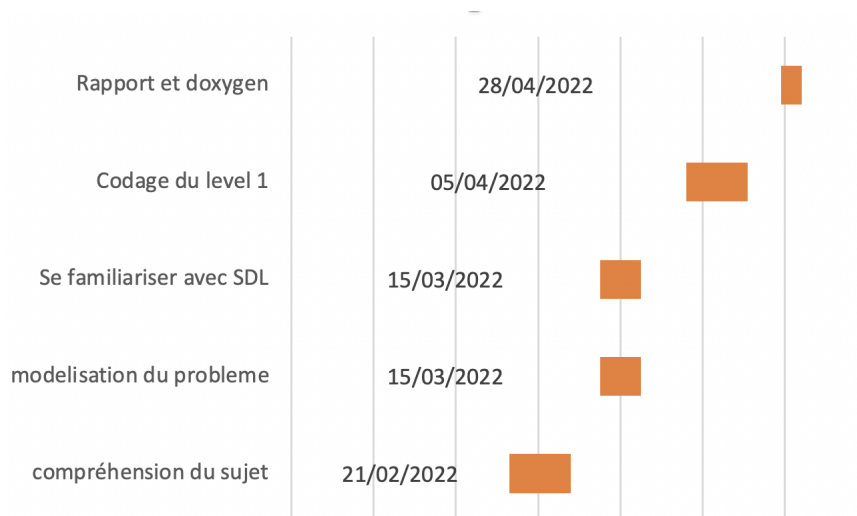 Rapport et doxygen 28/04/2022
Codage du level 1 05/04/2022
Se familiariser avec SDL 15/03/2022
modelisation du probleme 15/03/2022
compréhension du sujet 21/02/2022